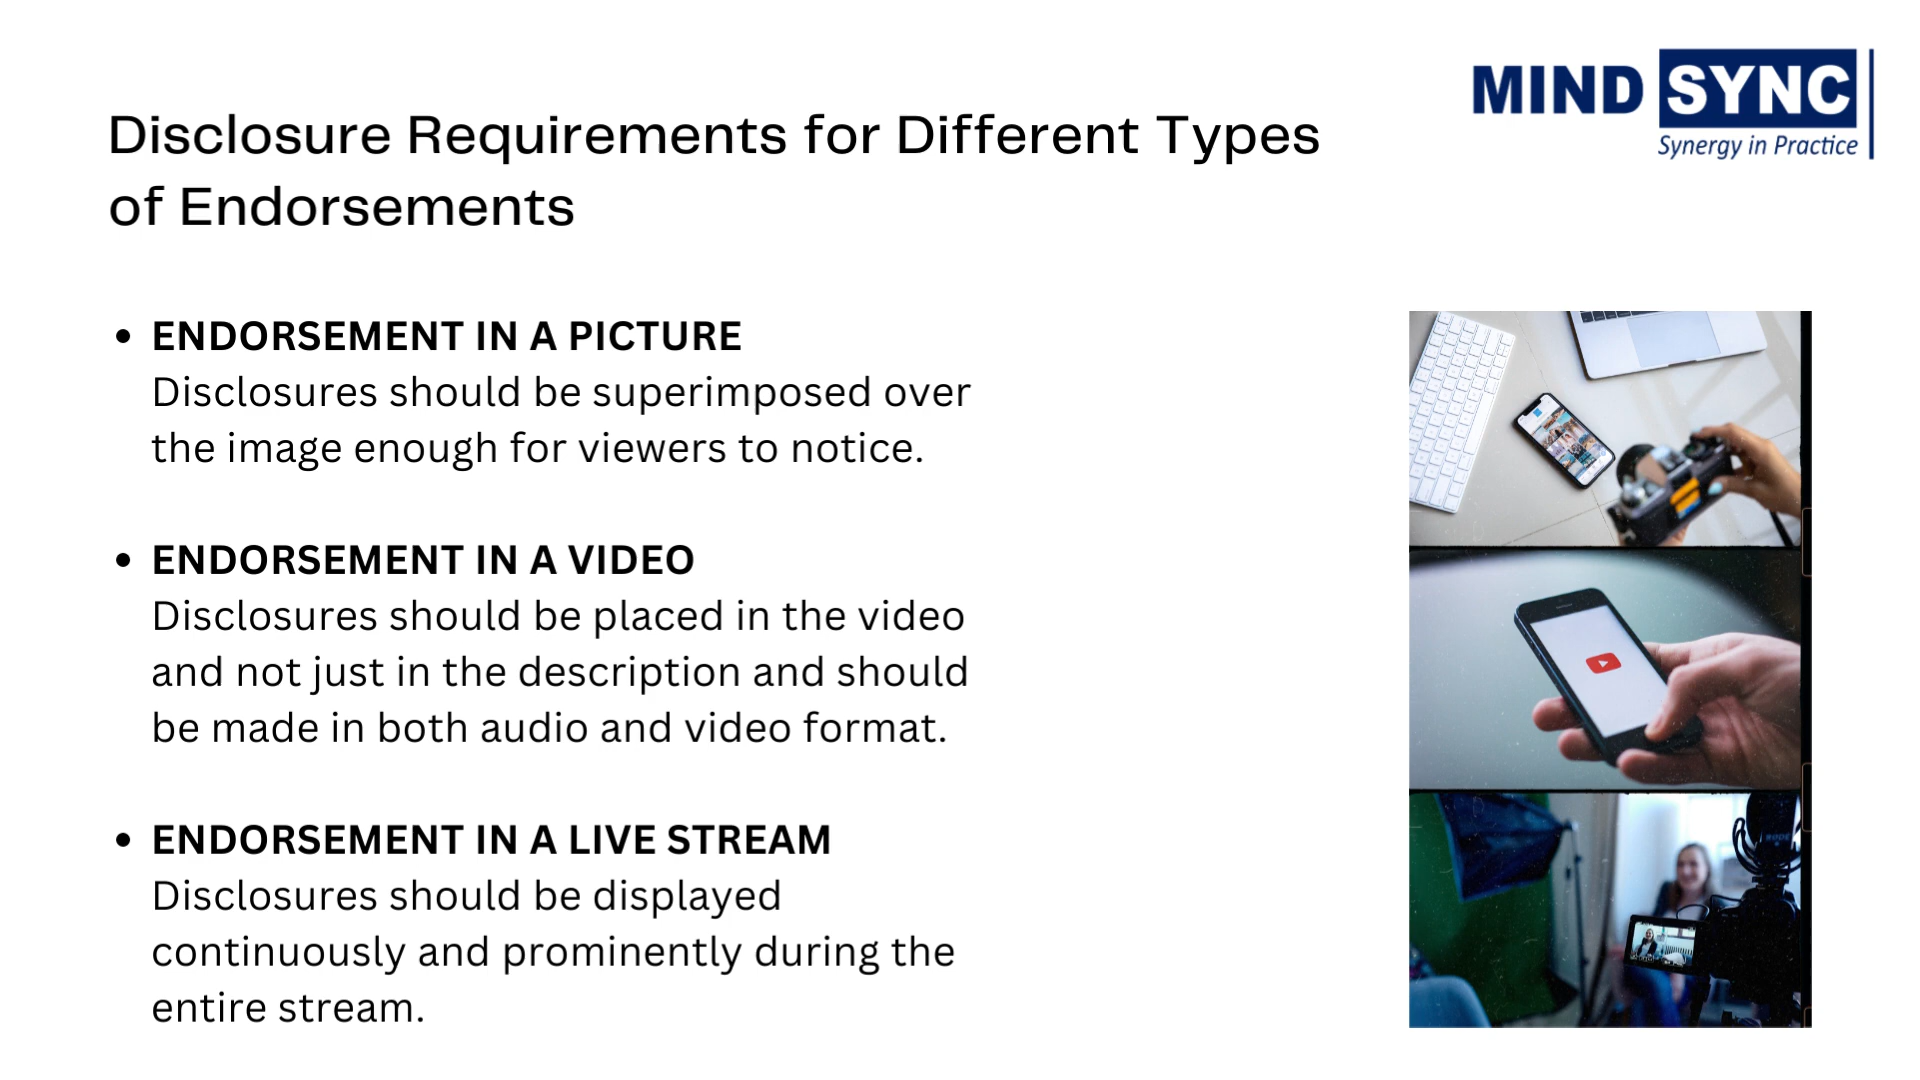 MIND SYNC
Synergy in Practice
Disclosure Requirements for Different Types
of Endorsements
• ENDORSEMENT IN A PICTURE
Disclosures should be superimposed over
the image enough for viewers to notice.
• ENDORSEMENT IN A VIDEO
Disclosures should be placed in the video
and not just in the description and should
be made in both audio and video format.
• ENDORSEMENT IN A LIVE STREAM
Disclosures should be displayed
continuously and prominently during the
entire stream.
RODE